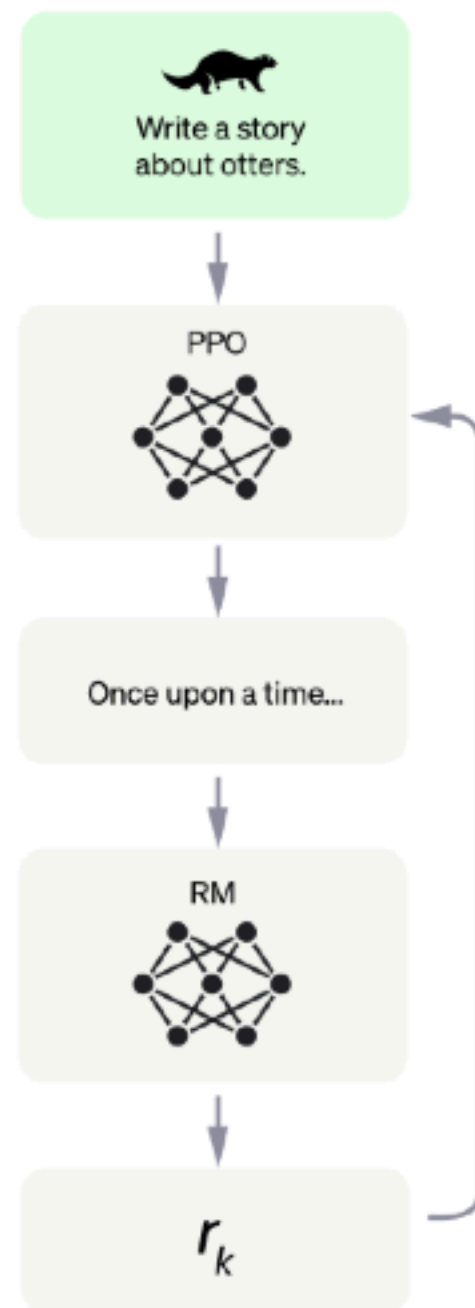 Write a story
about otters.
PPO
Once upon a time...
RM
r_k